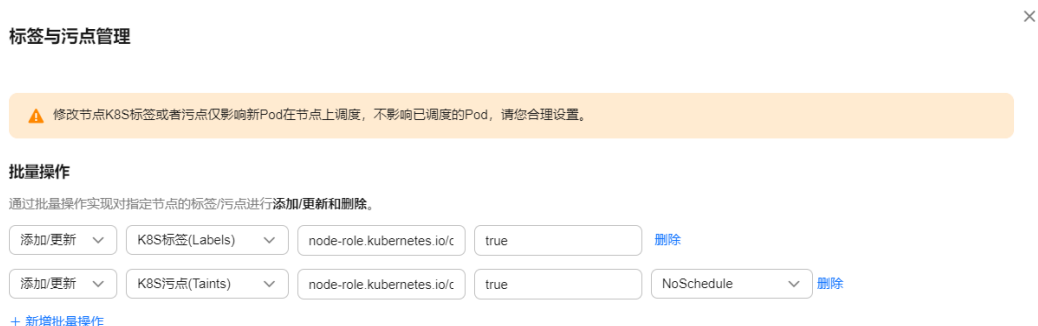 标签与污点管理
修改节点K8S标签或者污点仅影响新Pod在节点上调度，不影响已调度的Pod，请您合理设置。
批量操作
通过批量操作实现对指定节点的标签/污点进行添加/更新和删除。
添加/更新 K8S标签(Labels) node-role.kubernetes.io/c true 删除
添加/更新 K8S污点(Taints) node-role.kubernetes.io/c true NoSchedule 删除
+ 新增批量操作